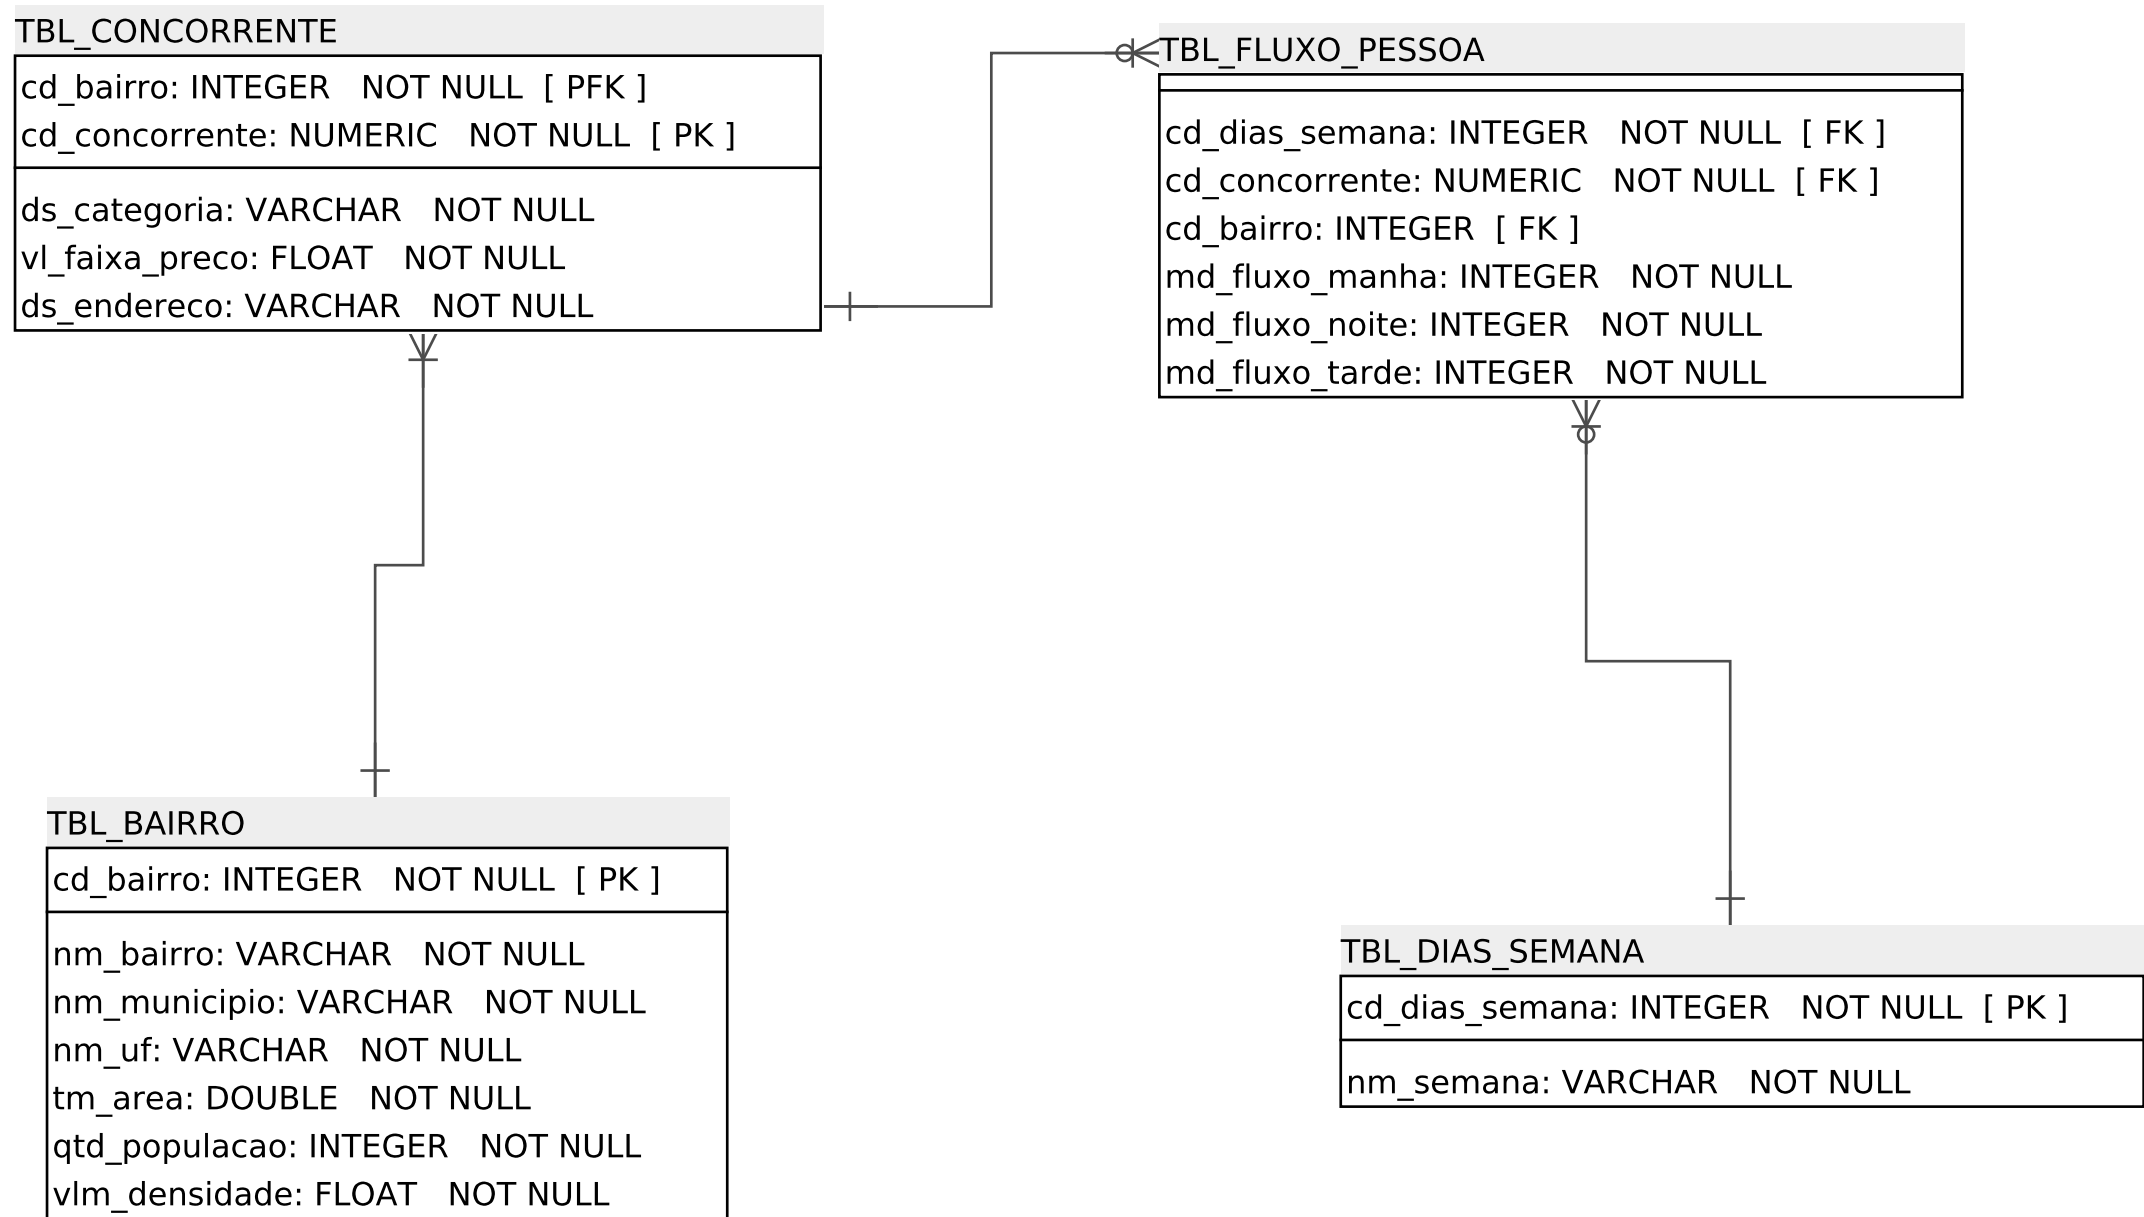 TBL_CONCORRENTE
cd_bairro: INTEGER NOT NULL [ PFK ]
cd_concorrente: NUMERIC NOT NULL [ PK ]
ds_categoria: VARCHAR NOT NULL
vl_faixa_preco: FLOAT NOT NULL
ds_endereco: VARCHAR NOT NULL
TBL_FLUXO_PESSOA
cd_dias_semana: INTEGER NOT NULL [ FK ]
cd_concorrente: NUMERIC NOT NULL [ FK ]
cd_bairro: INTEGER [ FK ]
md_fluxo_manha: INTEGER NOT NULL
md_fluxo_noite: INTEGER NOT NULL
md_fluxo_tarde: INTEGER NOT NULL
TBL_BAIRRO
cd_bairro: INTEGER NOT NULL [ PK ]
nm_bairro: VARCHAR NOT NULL
nm_municipio: VARCHAR NOT NULL
nm_uf: VARCHAR NOT NULL
tm_area: DOUBLE NOT NULL
qtd_populacao: INTEGER NOT NULL
vlm_densidade: FLOAT NOT NULL
TBL_DIAS_SEMANA
cd_dias_semana: INTEGER NOT NULL [ PK ]
nm_semana: VARCHAR NOT NULL